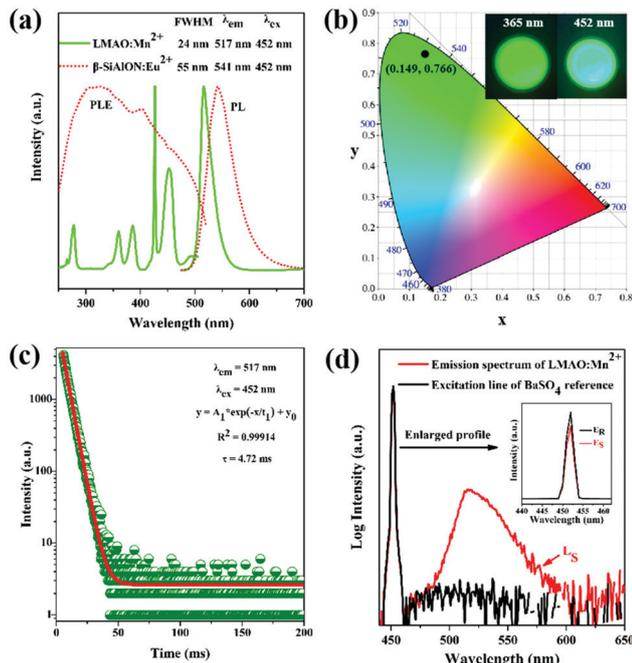 (a)
FWHM λem λex
LMAO:Mn2+ 24 nm 517 nm 452 nm
β-SiAlON:Eu2+ 55 nm 541 nm 452 nm
PLE
PL
Intensity (a.u.)
300 400 500 600 700
Wavelength (nm)
(b)
0.9
0.8
0.7
0.6
0.5
0.4
0.3
0.2
0.1
0.0
y
520
540
(0.149, 0.766)
365 nm 452 nm
500
580
600
620
700
490
480
470
460
380
0.0 0.1 0.2 0.3 0.4 0.5 0.6 0.7 0.8
x
(c)
λem = 517 nm
λex = 452 nm
y = A1*exp(-x/t1) + y0
R2 = 0.99914
τ = 4.72 ms
1000
100
10
1
Intensity (a.u.)
0 50 100 150 200
Time (ms)
(d)
Emission spectrum of LMAO:Mn2+
Excitation line of BaSO4 reference
Enlarged profile
Intensity (a.u.)
ER
ES
440 445 450 455 460
Wavelength (nm)
LS
Log Intensity (a.u.)
450 500 550 600 650
Wavelength (nm)